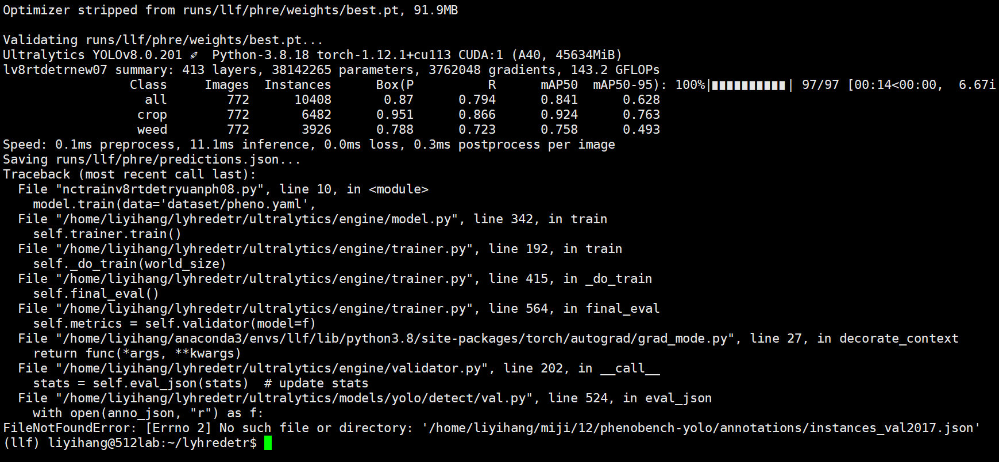 Optimizer stripped from runs/llf/phre/weights/best.pt, 91.9MB
Validating runs/llf/phre/weights/best.pt...
Ultralytics YOLOv8.0.201 🚀 Python-3.8.18 torch-1.12.1+cu113 CUDA:1 (A40, 45634MiB)
lv8rtdetrnew07 summary: 413 layers, 38142265 parameters, 3762048 gradients, 143.2 GFLOPs
Class Images Instances Box(P R mAP50 mAP50-95): 100%|██████████| 97/97 [00:14<00:00, 6.67i
all 772 10408 0.87 0.794 0.841 0.628
crop 772 6482 0.951 0.866 0.924 0.763
weed 772 3926 0.788 0.723 0.758 0.493
Speed: 0.1ms preprocess, 11.1ms inference, 0.0ms loss, 0.3ms postprocess per image
Saving runs/llf/phre/predictions.json...
Traceback (most recent call last):
File "nctrainv8rtdetryuanph08.py", line 10, in <module>
model.train(data='dataset/pheno.yaml',
File "/home/liyihang/lyhredetr/ultralytics/engine/model.py", line 342, in train
self.trainer.train()
File "/home/liyihang/lyhredetr/ultralytics/engine/trainer.py", line 192, in train
self._do_train(world_size)
File "/home/liyihang/lyhredetr/ultralytics/engine/trainer.py", line 415, in _do_train
self.final_eval()
File "/home/liyihang/lyhredetr/ultralytics/engine/trainer.py", line 564, in final_eval
self.metrics = self.validator(model=f)
File "/home/liyihang/anaconda3/envs/llf/lib/python3.8/site-packages/torch/autograd/grad_mode.py", line 27, in decorate_context
return func(*args, **kwargs)
File "/home/liyihang/lyhredetr/ultralytics/engine/validator.py", line 202, in __call__
stats = self.eval_json(stats) # update stats
File "/home/liyihang/lyhredetr/ultralytics/models/yolo/detect/val.py", line 524, in eval_json
with open(anno_json, "r") as f:
FileNotFoundError: [Errno 2] No such file or directory: '/home/liyihang/miji/12/phenobench-yolo/annotations/instances_val2017.json'
(llf) liyihang@512lab:~/lyhredetr$